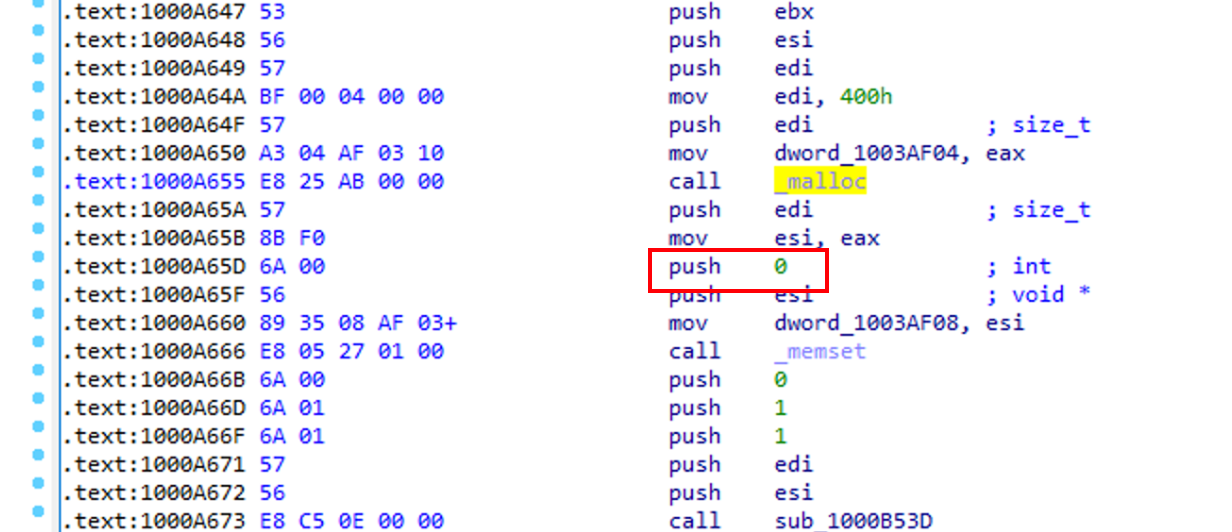 .text:1000A647 53 push ebx
.text:1000A648 56 push esi
.text:1000A649 57 push edi
.text:1000A64A BF 00 04 00 00 mov edi, 400h
.text:1000A64F 57 push edi ; size_t
.text:1000A650 A3 04 AF 03 10 mov dword_1003AF04, eax
.text:1000A655 E8 25 AB 00 00 call _malloc
.text:1000A65A 57 push edi ; size_t
.text:1000A65B 8B F0 mov esi, eax
.text:1000A65D 6A 00 push 0 ; int
.text:1000A65F 56 push esi ; void *
.text:1000A660 89 35 08 AF 03+ mov dword_1003AF08, esi
.text:1000A666 E8 05 27 01 00 call _memset
.text:1000A66B 6A 00 push 0
.text:1000A66D 6A 01 push 1
.text:1000A66F 6A 01 push 1
.text:1000A671 57 push edi
.text:1000A672 56 push esi
.text:1000A673 E8 C5 0E 00 00 call sub_1000B53D